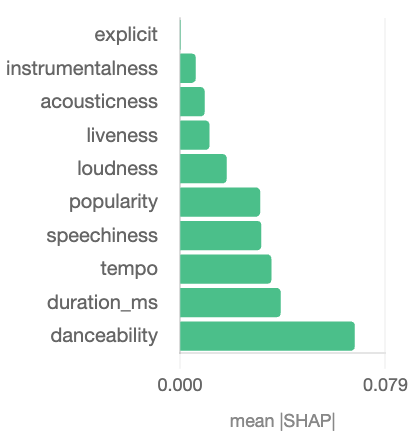 explicit
instrumentalness
acousticness
liveness
loudness
popularity
speechiness
tempo
duration_ms
danceability
0.000 0.079
mean |SHAP|